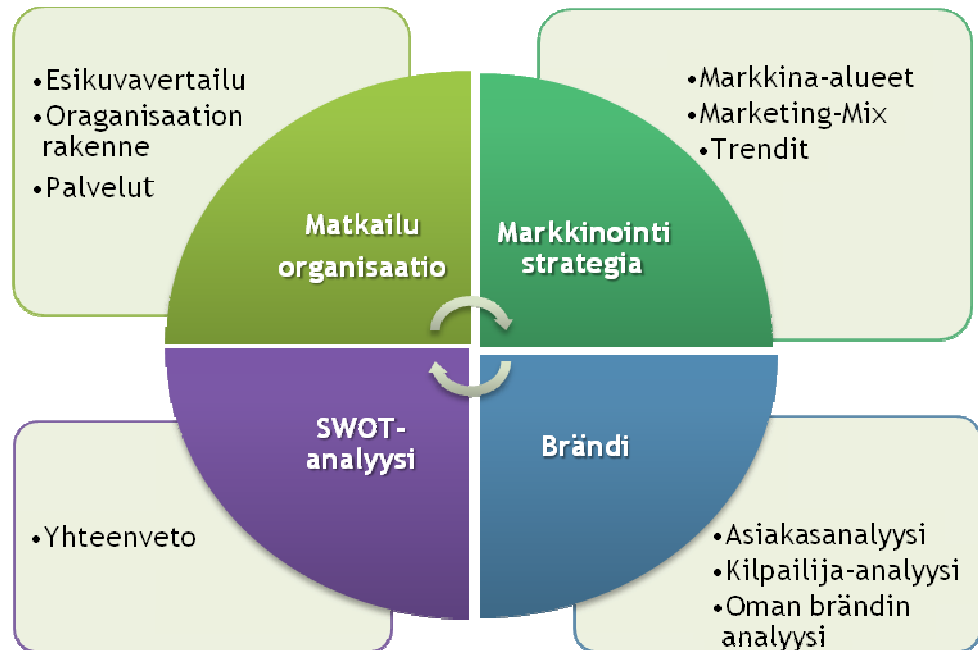 •Esikuvavertailu
•Oraganisaation
rakenne
•Palvelut
•Markkina-alueet
•Marketing-Mix
•Trendit
Matkailu
organisaatio
Markkinointi
strategia
SWOT-
analyysi
Brändi
•Yhteenveto
•Asiakasanalyysi
•Kilpailija-analyysi
•Oman brändin
analyysi